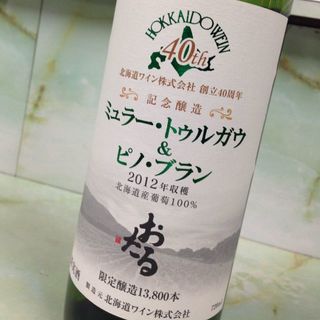 HOKKAIDO WEIN
40th
北海道ワイン株式会社 創立40周年
記念醸造
ミュラー・トゥルガウ
&
ピノ・ブラン
2012年収穫
北海道産葡萄100%
おたる
限定醸造13,800本
製造元 北海道ワイン株式会社